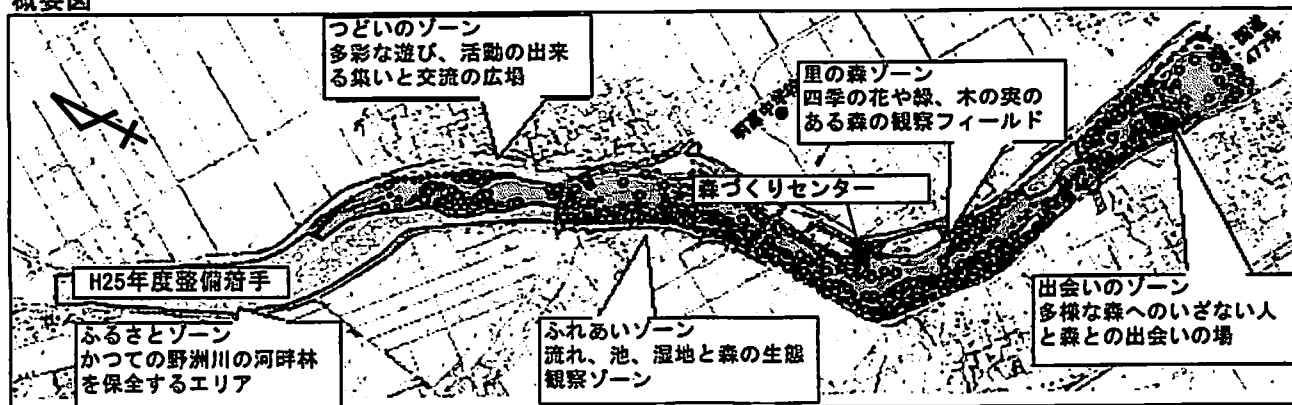 概要図
つどいのゾーン
多彩な遊び、活動の出来
る集いと交流の広場
里の森ゾーン
四季の花や緑、木の実の
ある森の観察フィールド
国道
477号
森づくりセンター
H25年度整備着手
ふるさとゾーン
かつての野洲川の河畔林
を保全するエリア
ふれあいゾーン
流れ、池、湿地と森の生態
観察ゾーン
出会いのゾーン
多様な森へのいざない人
と森との出会いの場